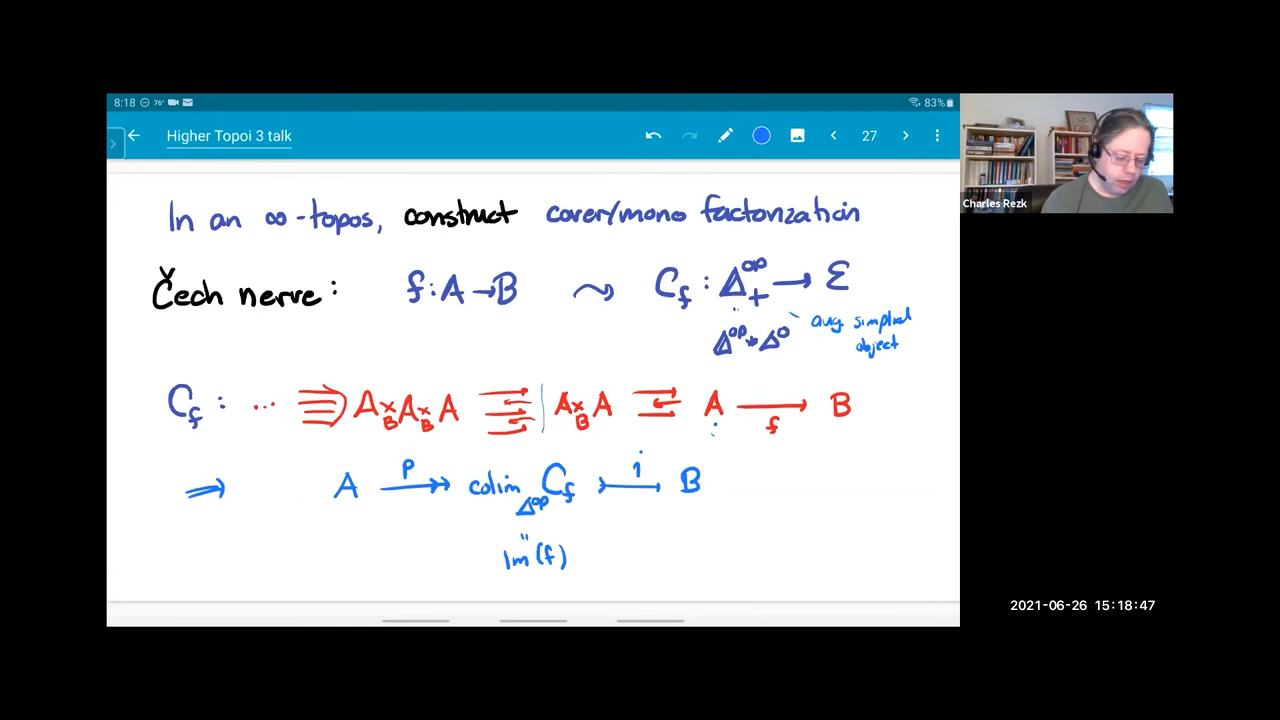 8:18 76° 83%
Higher Topoi 3 talk 27
Charles Rezk
In an ∞-topos, construct cover/mono factorization
Čech nerve: f: A → B ⤳ C_f : Δ₊^op → ℰ
Δ^op * Δ^0 aug simplicial
object
C_f : ... A ×_B A ×_B A A ×_B A A →f B
⇒ A →p colim_Δ^op C_f →i B
"
Im(f)
2021-06-26 15:18:47